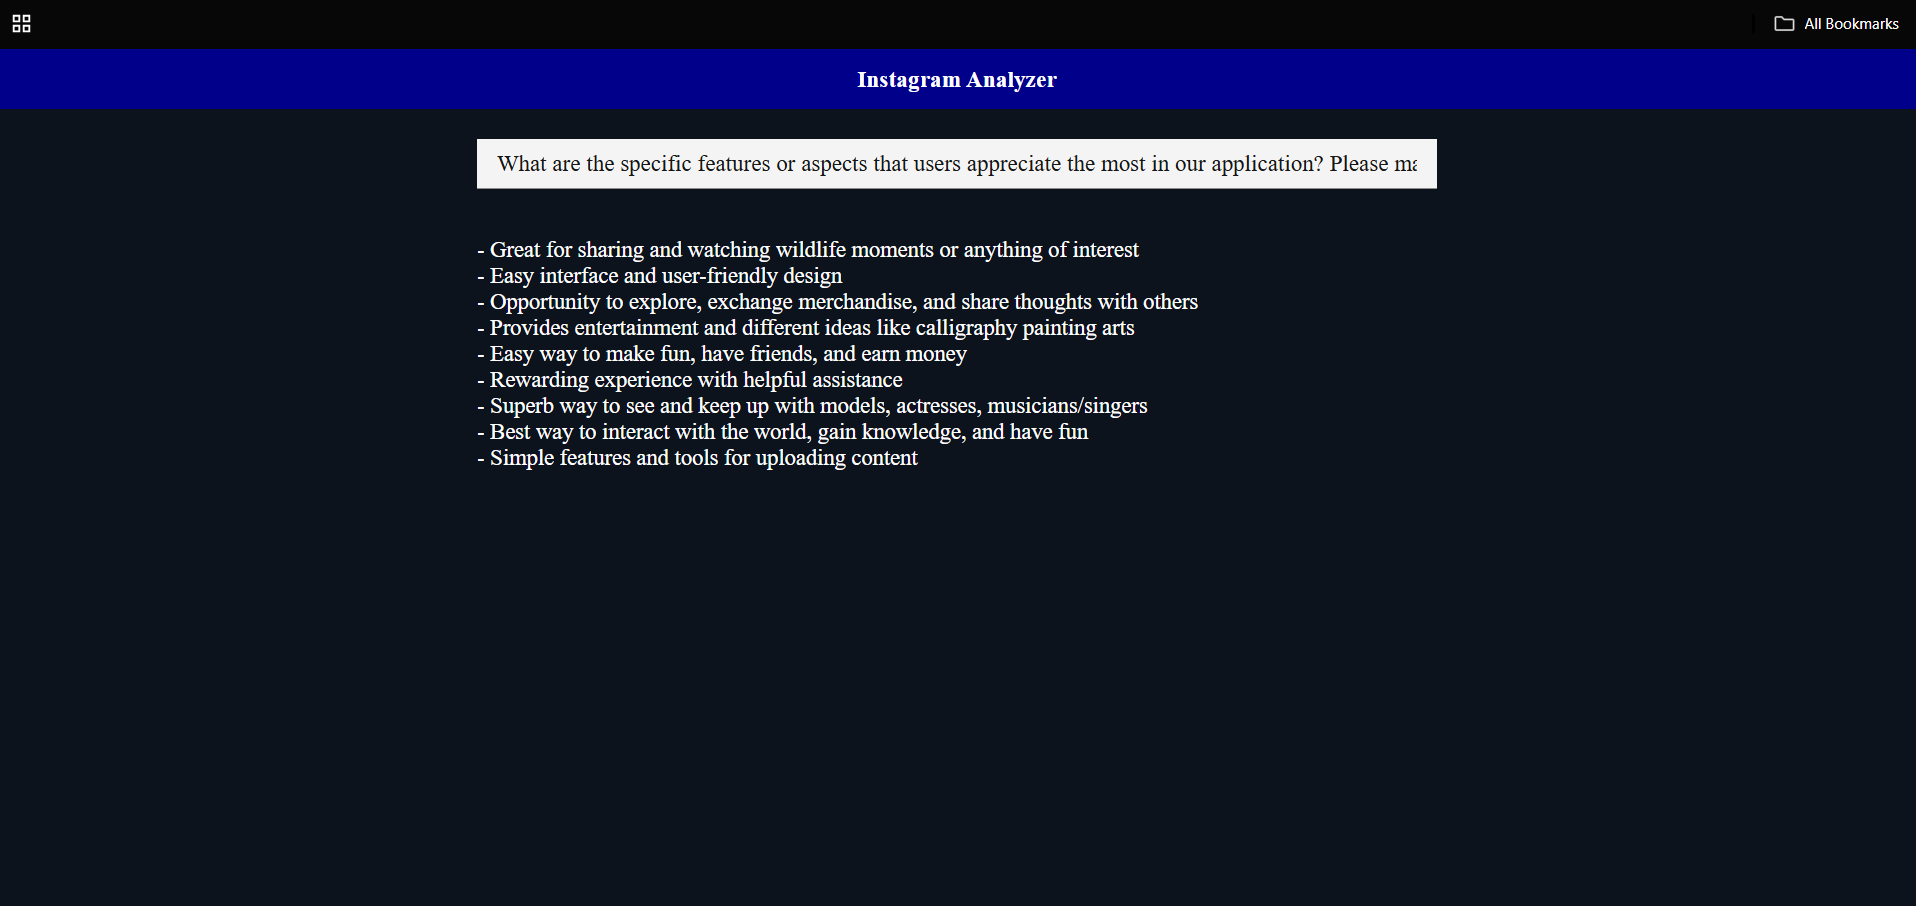 All Bookmarks
Instagram Analyzer
What are the specific features or aspects that users appreciate the most in our application? Please
- Great for sharing and watching wildlife moments or anything of interest
- Easy interface and user-friendly design
- Opportunity to explore, exchange merchandise, and share thoughts with others
- Provides entertainment and different ideas like calligraphy painting arts
- Easy way to make fun, have friends, and earn money
- Rewarding experience with helpful assistance
- Superb way to see and keep up with models, actresses, musicians/singers
- Best way to interact with the world, gain knowledge, and have fun
- Simple features and tools for uploading content